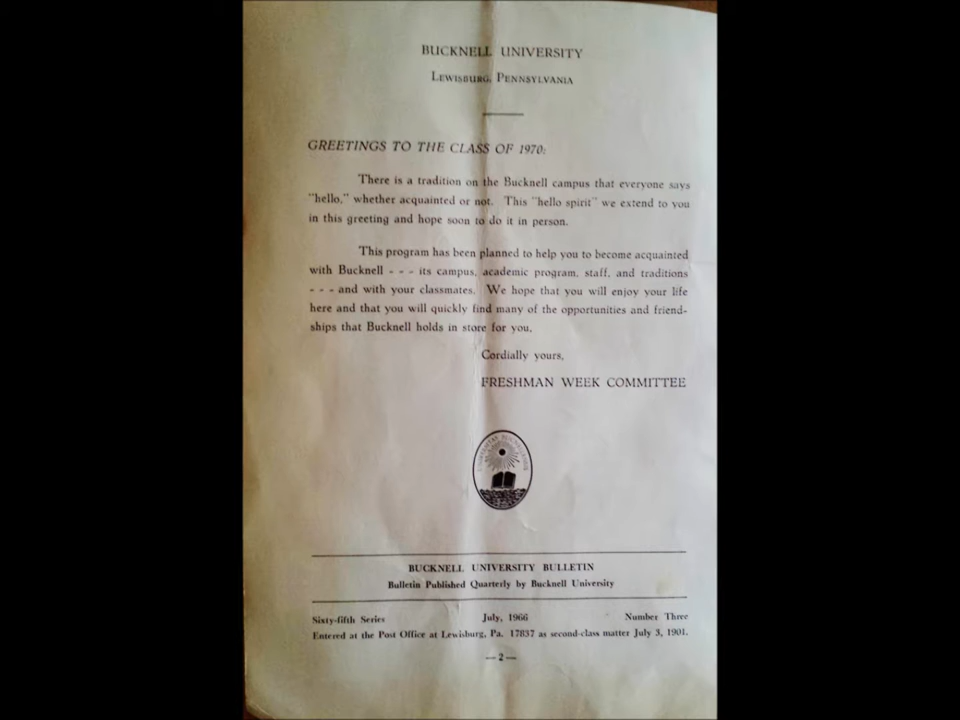 BUCKNELL UNIVERSITY
LEWISBURG, PENNSYLVANIA
GREETINGS TO THE CLASS OF 1970:
There is a tradition on the Bucknell campus that everyone says
"hello," whether acquainted or not. This "hello spirit" we extend to you
in this greeting and hope soon to do it in person.
This program has been planned to help you to become acquainted
with Bucknell - - - its campus, academic program, staff, and traditions
- - - and with your classmates. We hope that you will enjoy your life
here and that you will quickly find many of the opportunities and friend-
ships that Bucknell holds in store for you.
Cordially yours,
FRESHMAN WEEK COMMITTEE
BUCKNELL UNIVERSITY BULLETIN
Bulletin Published Quarterly by Bucknell University
Sixty-fifth Series July, 1966 Number Three
Entered at the Post Office at Lewisburg, Pa. 17837 as second-class matter July 3, 1901.
—2—